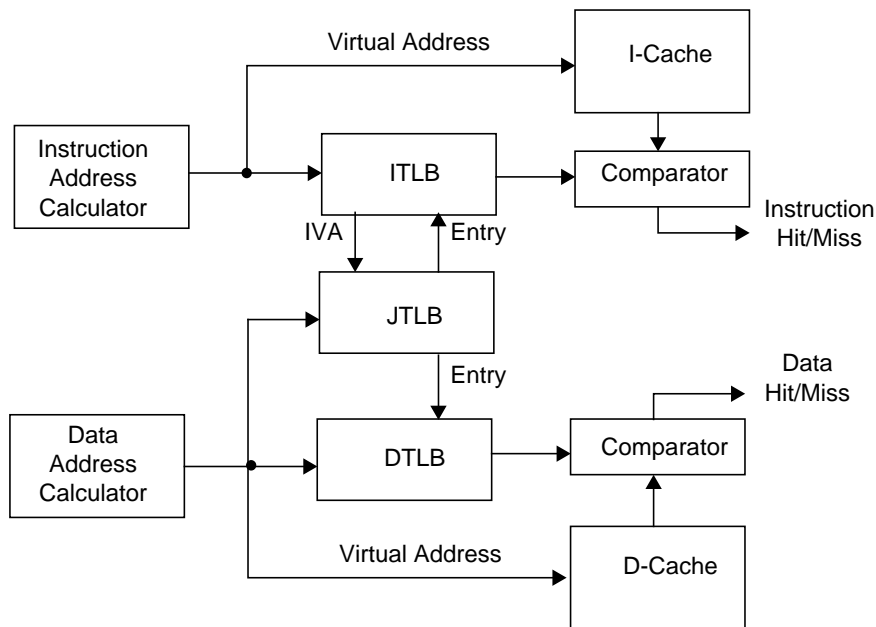 Virtual Address
I-Cache
Instruction
Address
Calculator
ITLB
Comparator
IVA
Entry
Instruction
Hit/Miss
JTLB
Entry
Data
Hit/Miss
Data
Address
Calculator
DTLB
Comparator
Virtual Address
D-Cache